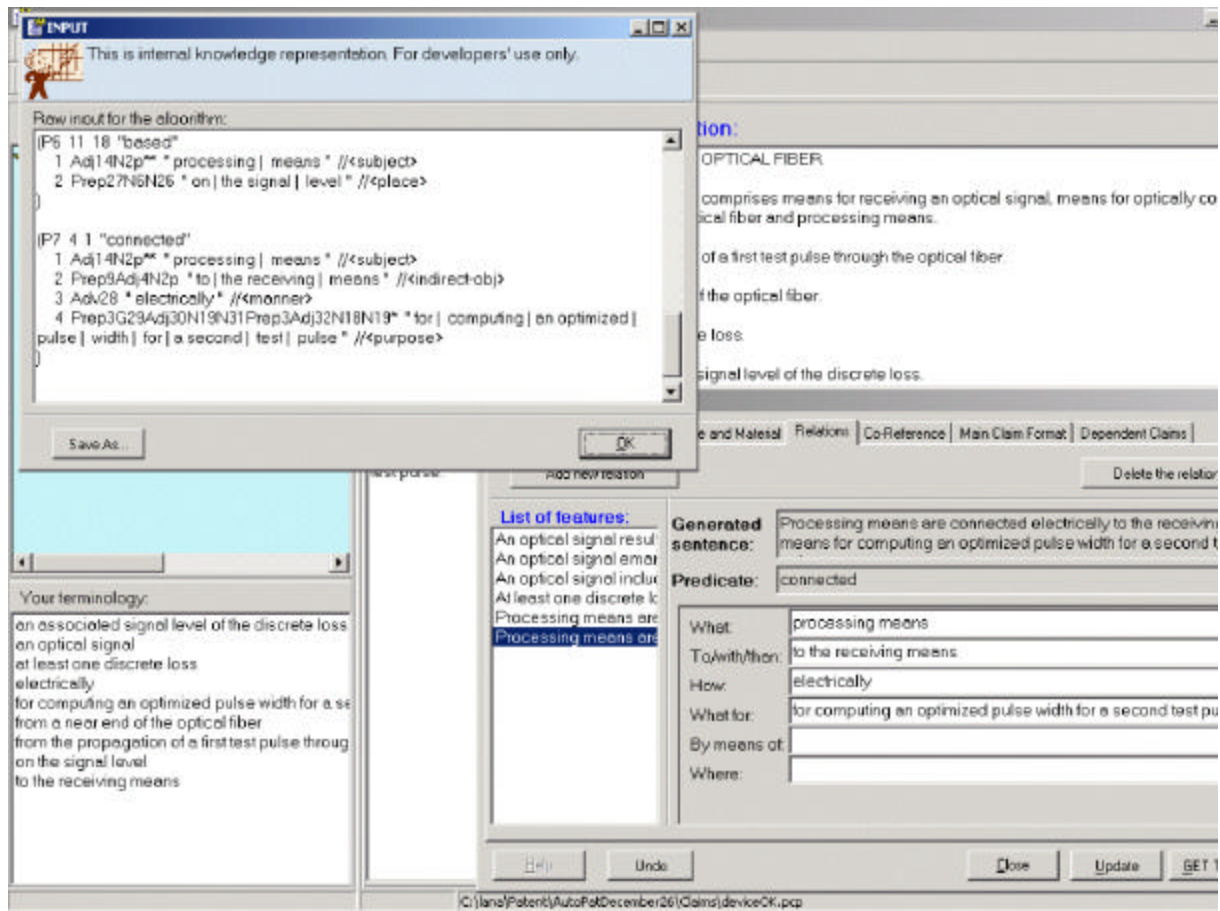 INPUT
This is internal knowledge representation. For developers' use only.
Raw input for the algorithm:
(P6 11 18 "based"
1 Adj14N2p** " processing | means " //<subject>
2 Prep27N6N26 " on | the signal | level " //<place>
)
(P7 4 1 "connected"
1 Adj14N2p** " processing | means " //<subject>
2 Prep9Adj4N2p " to | the receiving | means " //<indirect-obj>
3 Adv28 " electrically " //<manner>
4 Prep3G29Adj30N19N31Prep3Adj32N18N19* " for | computing | an optimized |
pulse | width | for | a second | test | pulse " //<purpose>
)
Save As...
OK
tion:
OPTICAL FIBER
comprises means for receiving an optical signal, means for optically co
ical fiber and processing means.
of a first test pulse through the optical fiber.
f the optical fiber.
e loss.
signal level of the discrete loss.
e and Material
Relations
Co-Reference
Main Claim Format
Dependent Claims
test pulse.
Add new relation
Delete the relation
List of features:
An optical signal resul
An optical signal emar
An optical signal inclu
At least one discrete lc
Processing means are
Processing means are
Generated
sentence:
Processing means are connected electrically to the receiving
means for computing an optimized pulse width for a second t
Predicate:
connected
What:
processing means
To/with/than:
to the receiving means
How:
electrically
What for:
for computing an optimized pulse width for a second test pu
By means of:
Where:
Your terminology:
an associated signal level of the discrete loss
an optical signal
at least one discrete loss
electrically
for computing an optimized pulse width for a se
from a near end of the optical fiber
from the propagation of a first test pulse throug
on the signal level
to the receiving means
Help
Undo
Close
Update
GET T
C:\lana\Patent\AutoPatDecember26\Claims\deviceOK.pcp